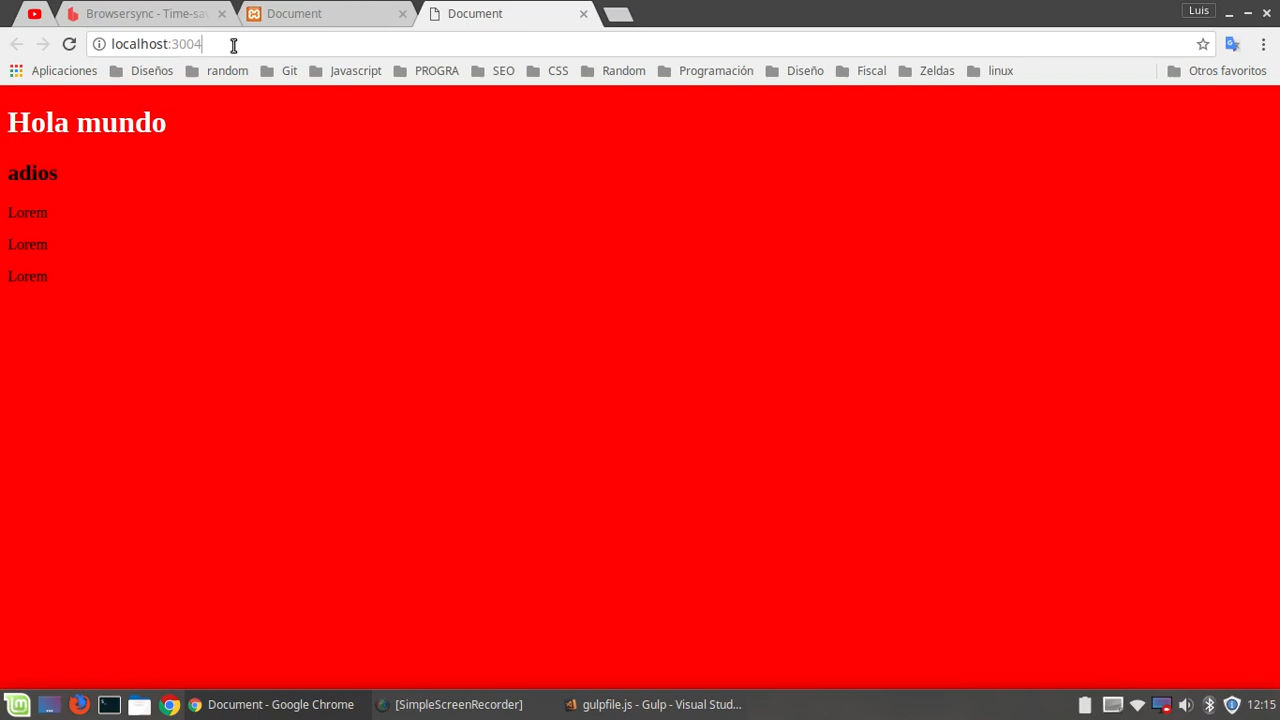 Browsersync - Time-sa
Document
Document
Luis
localhost:3004
Aplicaciones Diseños random Git Javascript PROGRA SEO CSS Random Programación Diseño Fiscal Zeldas linux Otros favoritos
Hola mundo
adios
Lorem
Lorem
Lorem
Document - Google Chrome
[SimpleScreenRecorder]
gulpfile.js - Gulp - Visual Stud...
12:15